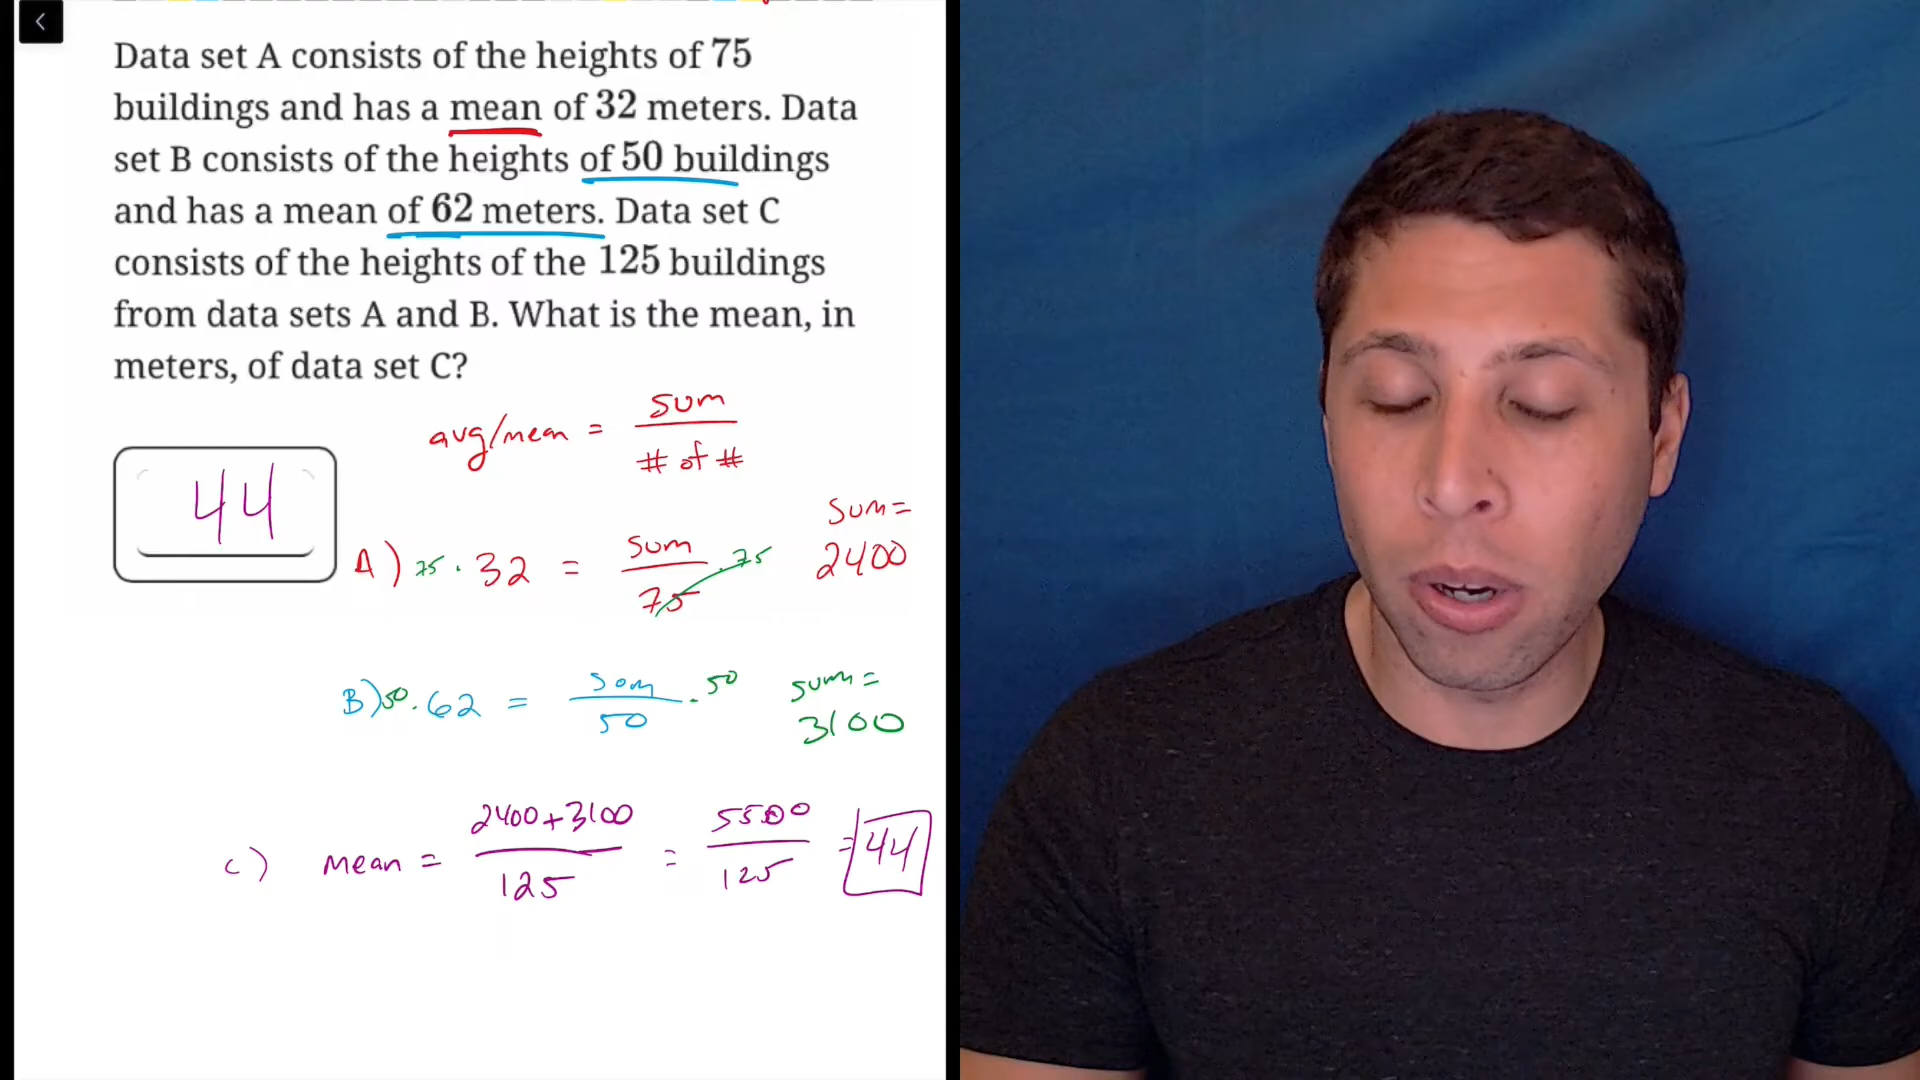 Data set A consists of the heights of 75
buildings and has a mean of 32 meters. Data
set B consists of the heights of 50 buildings
and has a mean of 62 meters. Data set C
consists of the heights of the 125 buildings
from data sets A and B. What is the mean, in
meters, of data set C?
avg/mean = sum / # of #
44
A) 75 · 32 = sum / 75 · 75
sum =
2400
B) 50 · 62 = sum / 50 · 50
sum =
3100
C) mean = 2400+3100 / 125 = 5500 / 125 = 44